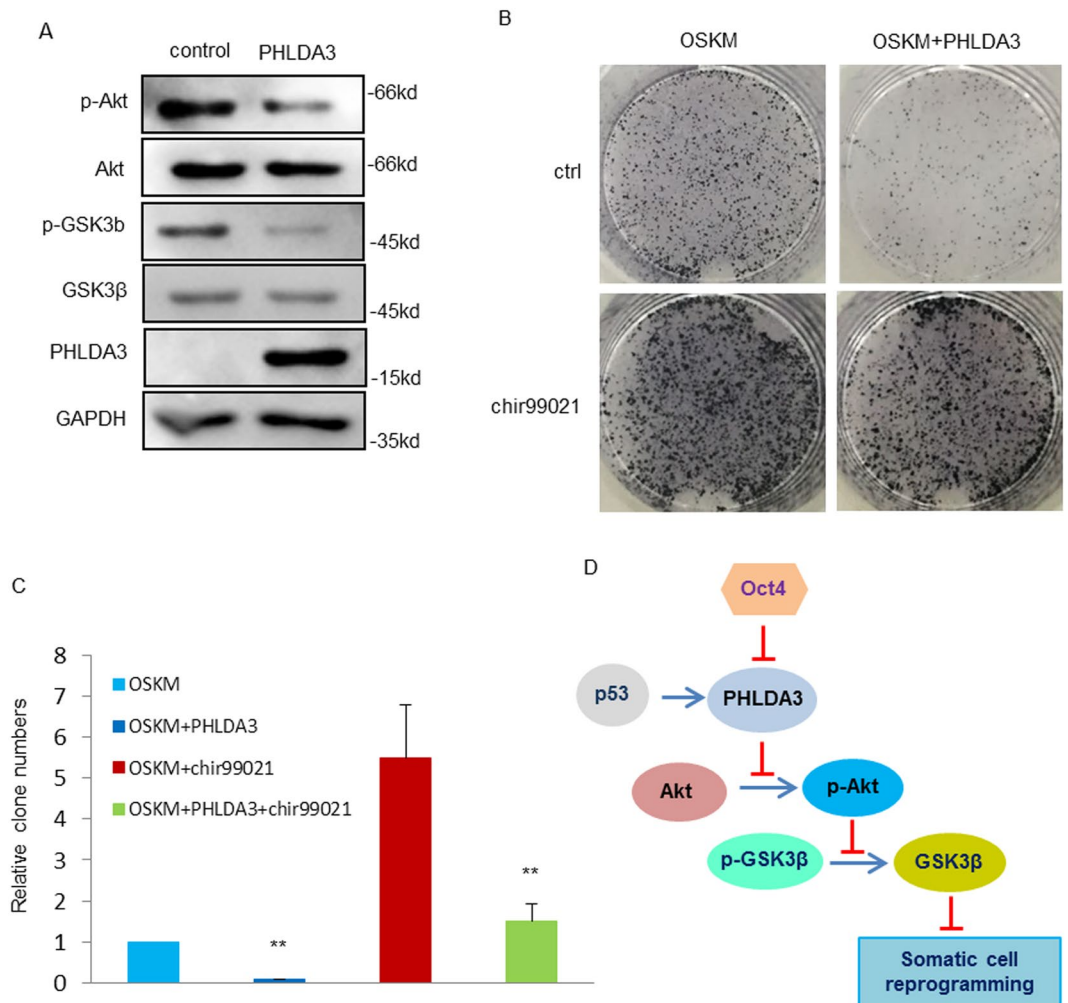 A
control PHLDA3
p-Akt
-66kd
Akt
-66kd
p-GSK3b
-45kd
GSK3β
-45kd
PHLDA3
-15kd
GAPDH
-35kd
B
OSKM OSKM+PHLDA3
ctrl
chir99021
C
Relative clone numbers
8
7
6
5
4
3
2
1
0
OSKM
OSKM+PHLDA3
OSKM+chir99021
OSKM+PHLDA3+chir99021
**
**
D
Oct4
p53
PHLDA3
Akt
p-Akt
p-GSK3β
GSK3β
Somatic cell
reprogramming